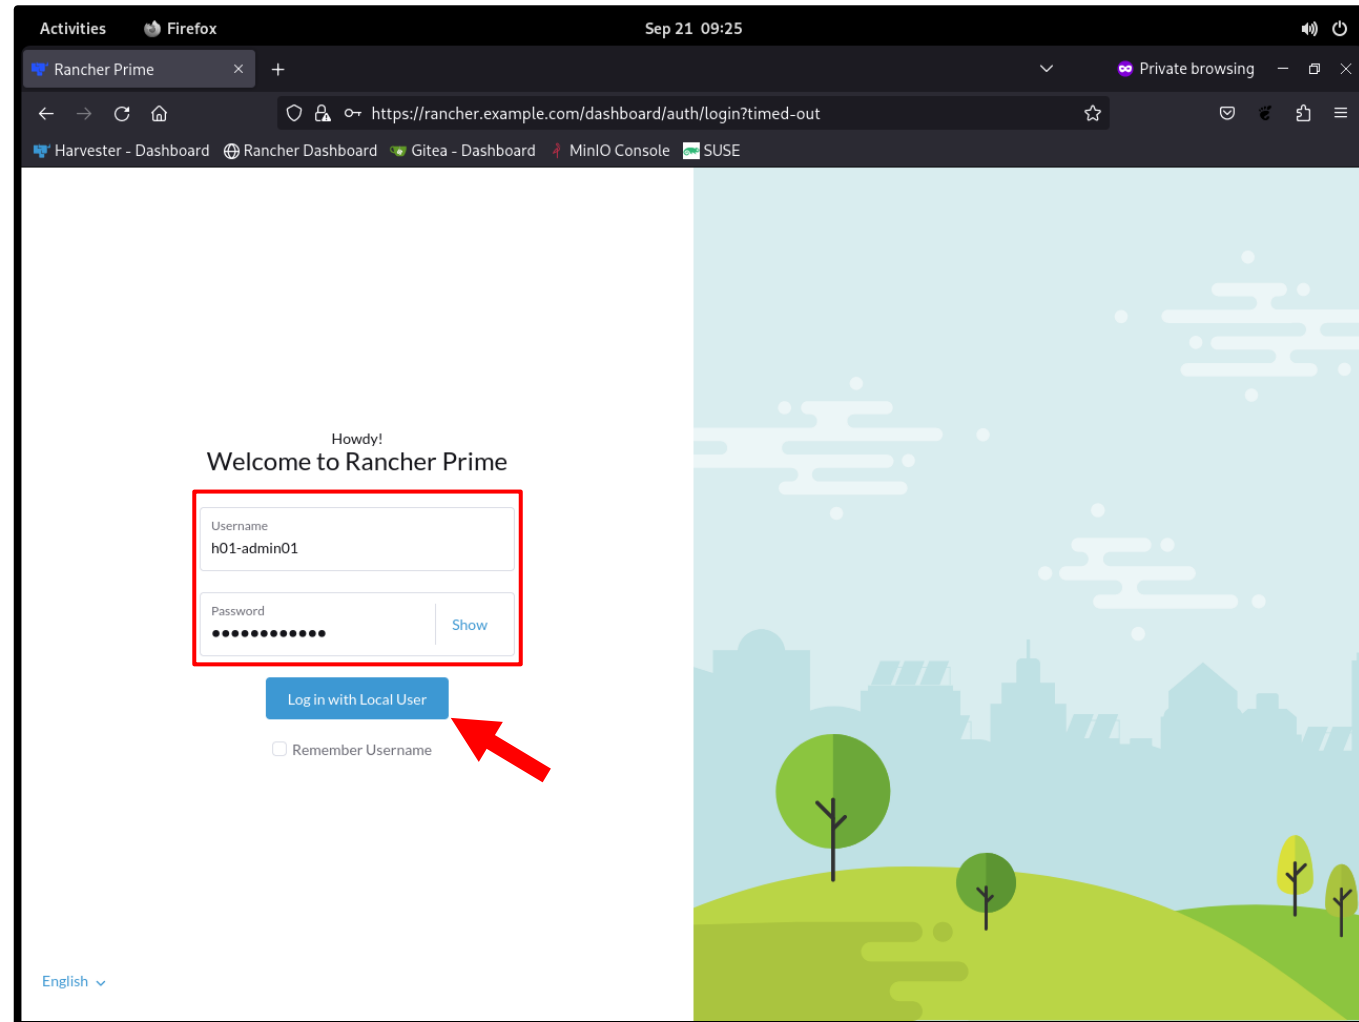 Activities Firefox Sep 21 09:25
Rancher Prime Private browsing
https://rancher.example.com/dashboard/auth/login?timed-out
Harvester - Dashboard Rancher Dashboard Gitea - Dashboard MinIO Console SUSE
Howdy!
Welcome to Rancher Prime
Username
h01-admin01
Password
●●●●●●●●●●●● Show
Log in with Local User
Remember Username
English